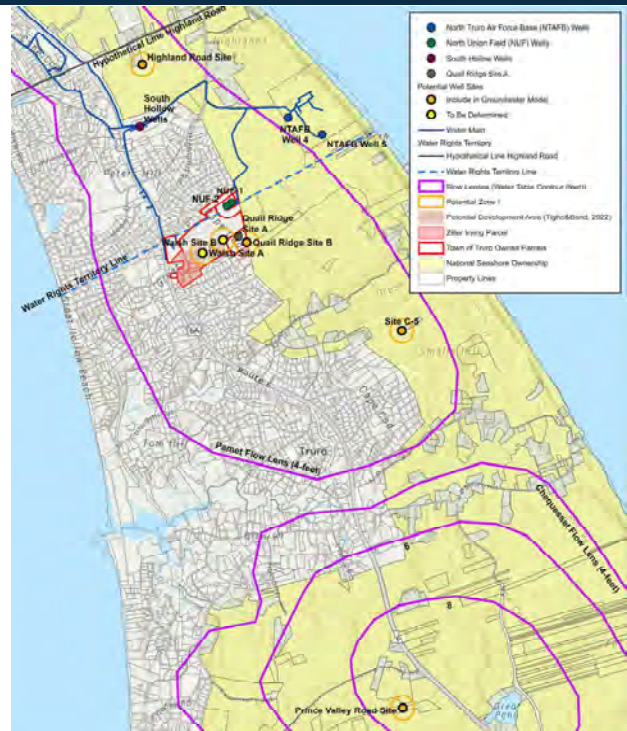 North Truro Air Force Base (NTAFB) Wells
North Union Field (NUF) Wells
South Hollow Wells
Quail Ridge Site A
Potential Well Sites
Include in Groundwater Model
To Be Determined
Water Main
Water Rights Territory
Hypothetical Line Highland Road
Water Rights Territory Line
Flow Lenses (Water Table Contour (feet))
Potential Zone I
Potential Development Area (Tighe&Bond, 2022)
Town of Truro Owned Parcels
National Seashore Ownership
Property Lines
Hypothetical Line Highland Road
Highland Road Site
South
Hollow
Wells
NTAFB
Well 4
NTAFB Well 5
NUF-1
NUF-2
Quail Ridge
Site A
Walsh Site B
Quail Ridge Site B
Walsh Site A
Water Rights Territory Line
Site C-5
Route 6
Truro
Pamet Flow Lens (4-feet)
Chequesset Flow Lens (4-feet)
6
8
Prince Valley Road Site
Great
Pond